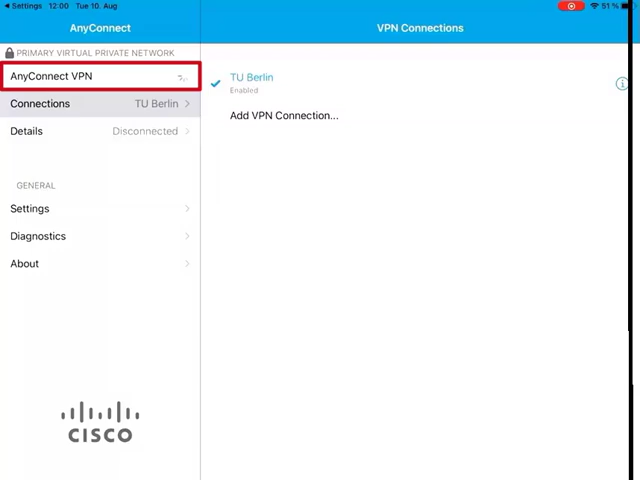 Settings 12:00 Tue 10. Aug 51 %
AnyConnect
VPN Connections
PRIMARY VIRTUAL PRIVATE NETWORK
AnyConnect VPN
Connections TU Berlin
Details Disconnected
TU Berlin
Enabled
Add VPN Connection...
GENERAL
Settings
Diagnostics
About
CISCO